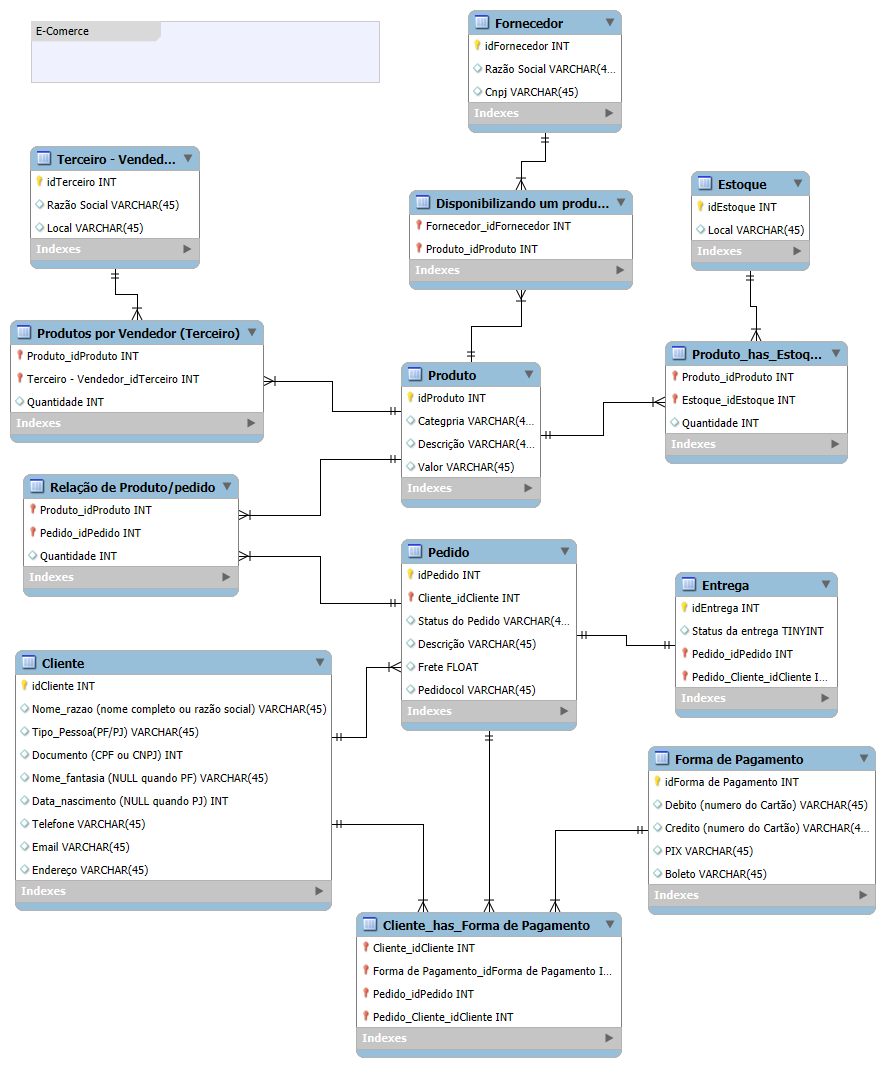 E-Comerce
Fornecedor
idFornecedor INT
Razão Social VARCHAR(4...
Cnpj VARCHAR(45)
Indexes
Terceiro - Vended...
idTerceiro INT
Razão Social VARCHAR(45)
Local VARCHAR(45)
Indexes
Disponibilizando um produ...
Fornecedor_idFornecedor INT
Produto_idProduto INT
Indexes
Estoque
idEstoque INT
Local VARCHAR(45)
Indexes
Produtos por Vendedor (Terceiro)
Produto_idProduto INT
Terceiro - Vendedor_idTerceiro INT
Quantidade INT
Indexes
Produto
idProduto INT
Categpria VARCHAR(4...
Descrição VARCHAR(4...
Valor VARCHAR(45)
Indexes
Produto_has_Estoq...
Produto_idProduto INT
Estoque_idEstoque INT
Quantidade INT
Indexes
Relação de Produto/pedido
Produto_idProduto INT
Pedido_idPedido INT
Quantidade INT
Indexes
Pedido
idPedido INT
Cliente_idCliente INT
Status do Pedido VARCHAR(4...
Descrição VARCHAR(45)
Frete FLOAT
Pedidocol VARCHAR(45)
Indexes
Entrega
idEntrega INT
Status da entrega TINYINT
Pedido_idPedido INT
Pedido_Cliente_idCliente I...
Indexes
Cliente
idCliente INT
Nome_razao (nome completo ou razão social) VARCHAR(45)
Tipo_Pessoa(PF/PJ) VARCHAR(45)
Documento (CPF ou CNPJ) INT
Nome_fantasia (NULL quando PF) VARCHAR(45)
Data_nascimento (NULL quando PJ) INT
Telefone VARCHAR(45)
Email VARCHAR(45)
Endereço VARCHAR(45)
Indexes
Forma de Pagamento
idForma de Pagamento INT
Debito (numero do Cartão) VARCHAR(45)
Credito (numero do Cartão) VARCHAR(4...
PIX VARCHAR(45)
Boleto VARCHAR(45)
Indexes
Cliente_has_Forma de Pagamento
Cliente_idCliente INT
Forma de Pagamento_idForma de Pagamento I...
Pedido_idPedido INT
Pedido_Cliente_idCliente INT
Indexes